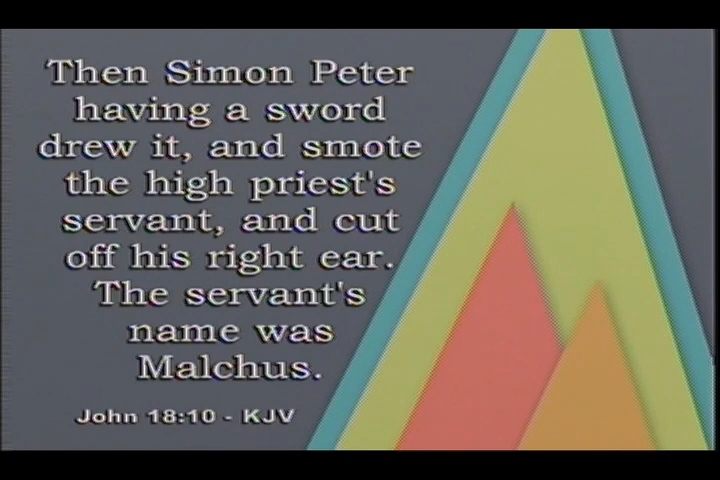 Then Simon Peter
having a sword
drew it, and smote
the high priest's
servant, and cut
off his right ear.
The servant's
name was
Malchus.
John 18:10 - KJV